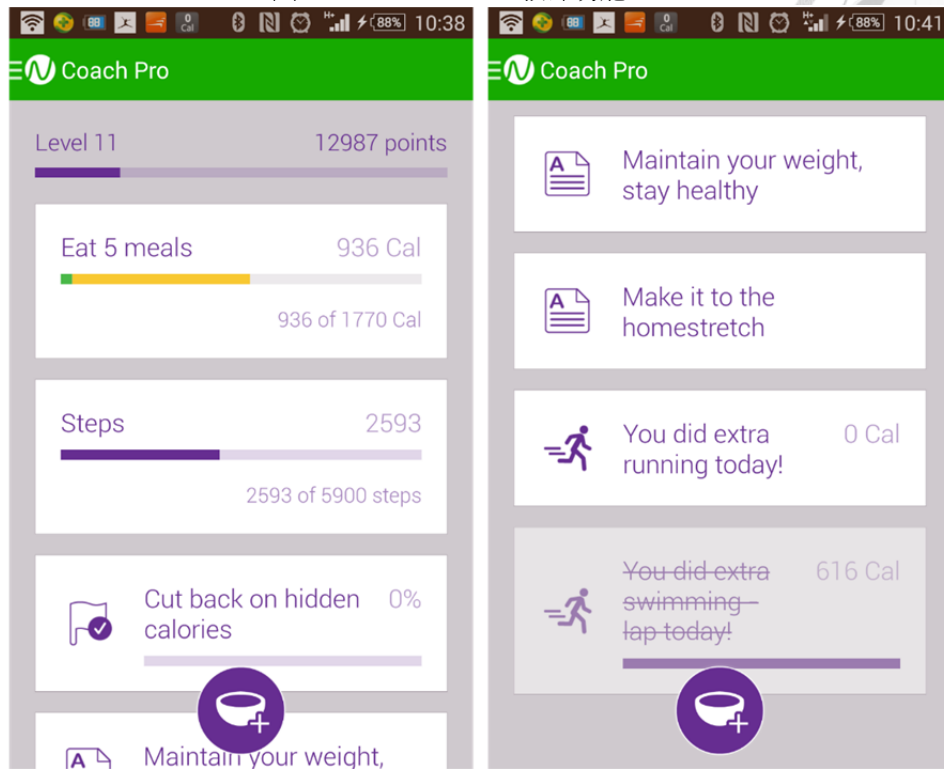 88% 10:38
Coach Pro
Level 11 12987 points
Eat 5 meals 936 Cal
936 of 1770 Cal
Steps 2593
2593 of 5900 steps
Cut back on hidden 0%
calories
Maintain your weight,
88% 10:41
Coach Pro
Maintain your weight,
stay healthy
Make it to the
homestretch
You did extra 0 Cal
running today!
You did extra 616 Cal
swimming -
lap today!